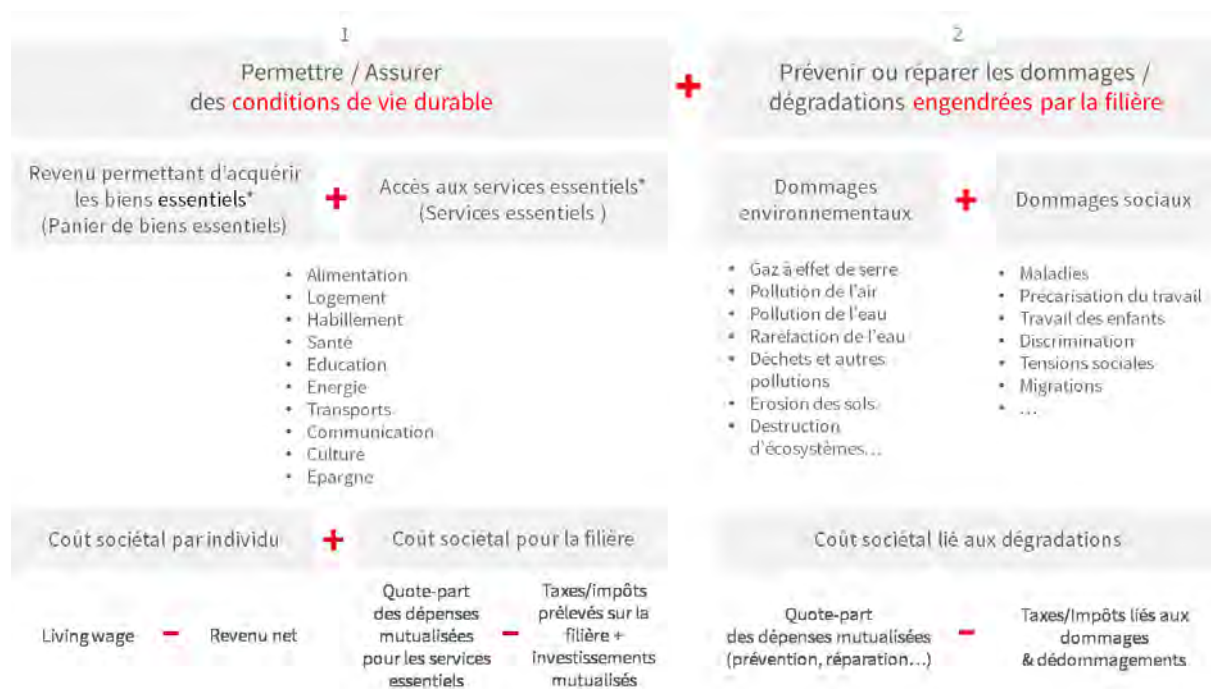 1
Permettre / Assurer
des conditions de vie durable
+
2
Prévenir ou réparer les dommages /
dégradations engendrées par la filière
Revenu permettant d'acquérir
les biens essentiels*
(Panier de biens essentiels)
+
Accès aux services essentiels*
(Services essentiels )
Dommages
environnementaux
+
Dommages sociaux
• Alimentation
• Logement
• Habillement
• Santé
• Education
• Energie
• Transports
• Communication
• Culture
• Epargne
• Gaz à effet de serre
• Pollution de l'air
• Pollution de l'eau
• Raréfaction de l'eau
• Déchets et autres
pollutions
• Erosion des sols
• Destruction
d'écosystèmes…
• Maladies
• Précarisation du travail
• Travail des enfants
• Discrimination
• Tensions sociales
• Migrations
• …
Coût sociétal par individu
+
Coût sociétal pour la filière
Coût sociétal lié aux dégradations
Living wage
–
Revenu net
Quote-part
des dépenses
mutualisées
pour les services
essentiels
–
Taxes/impôts
prélevés sur la
filière +
investissements
mutualisés
Quote-part
des dépenses mutualisées
(prévention, réparation…)
–
Taxes/Impôts liés aux
dommages
& dédommagements